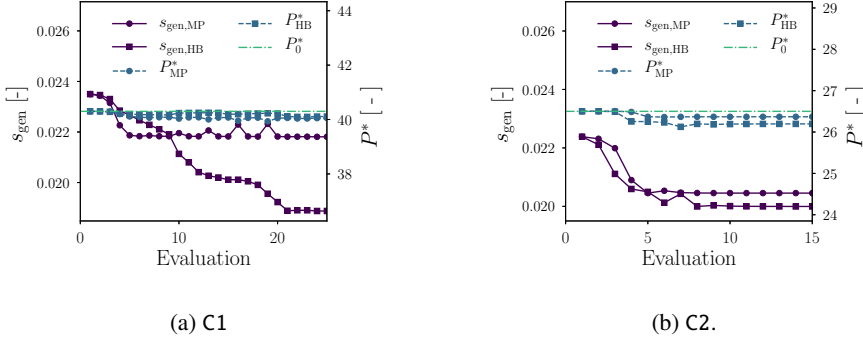 0.026
0.024
0.022
0.020
s_gen [-]
s_gen,MP
s_gen,HB
P*_MP
P*_HB
P*_0
44
42
40
38
P* [ - ]
0
10
20
Evaluation
(a) C1
0.026
0.024
0.022
0.020
s_gen [-]
s_gen,MP
s_gen,HB
P*_MP
P*_HB
P*_0
29
28
27
26
25
24
P* [ - ]
0
5
10
15
Evaluation
(b) C2.